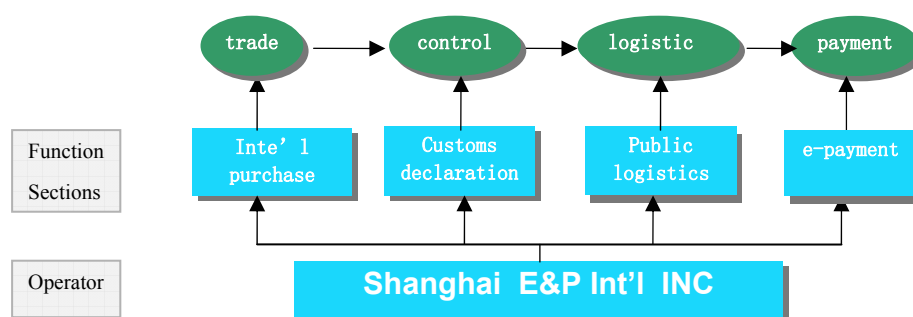 trade
control
logistic
payment
Function
Sections
Inte’ l
purchase
Customs
declaration
Public
logistics
e-payment
Operator
Shanghai E&P Int’l INC